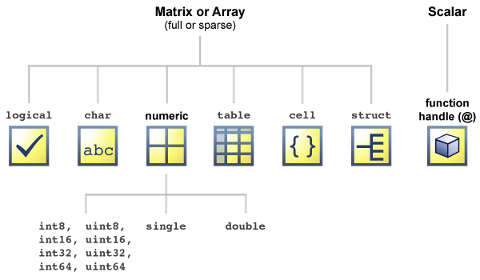 Matrix or Array
(full or sparse)
Scalar
logical
char
numeric
table
cell
struct
function
handle (@)
abc
{ }
int8, uint8,
int16, uint16,
int32, uint32,
int64, uint64
single
double